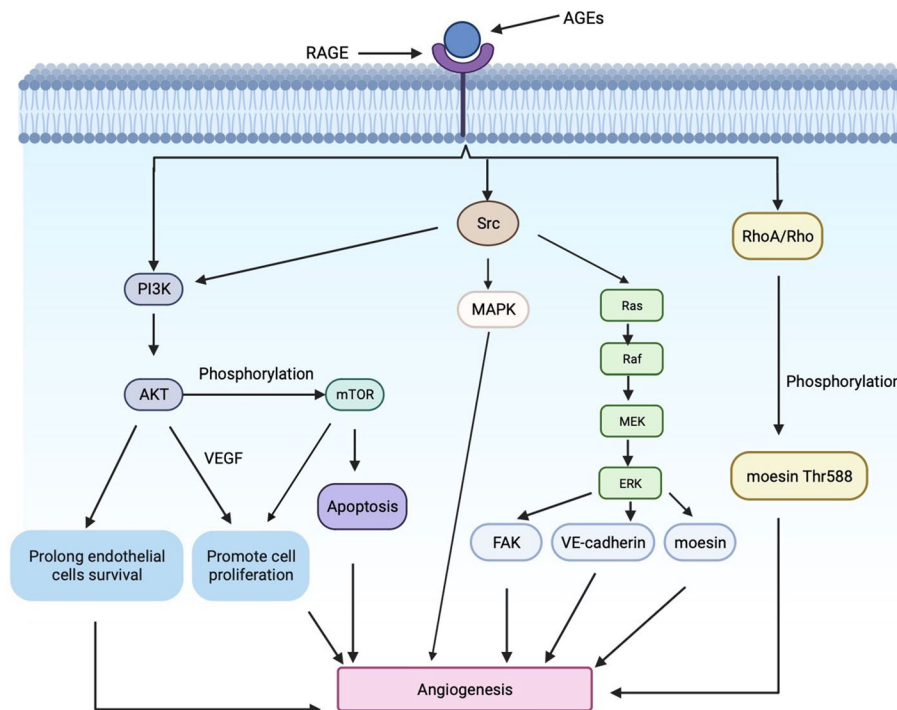 AGEs
RAGE
Src
RhoA/Rho
PI3K
MAPK
Ras
Raf
Phosphorylation
AKT
mTOR
Phosphorylation
MEK
VEGF
ERK
moesin Thr588
Apoptosis
Prolong endothelial
cells survival
Promote cell
proliferation
FAK
VE-cadherin
moesin
Angiogenesis